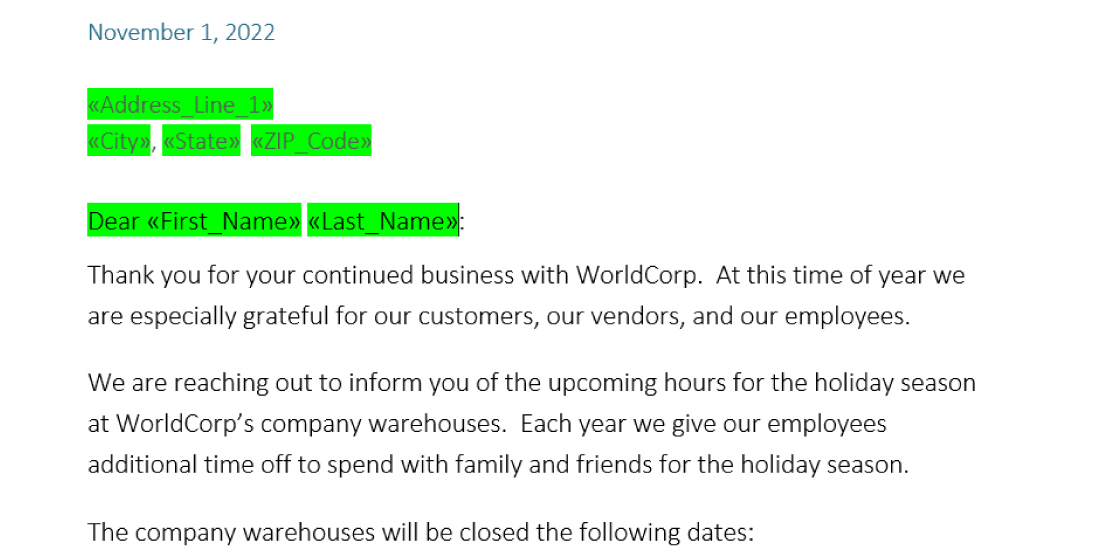 November 1, 2022
«Address_Line_1»
«City», «State» «ZIP_Code»
Dear «First_Name» «Last_Name»:
Thank you for your continued business with WorldCorp.  At this time of year we
are especially grateful for our customers, our vendors, and our employees.
We are reaching out to inform you of the upcoming hours for the holiday season
at WorldCorp’s company warehouses.  Each year we give our employees
additional time off to spend with family and friends for the holiday season.
The company warehouses will be closed the following dates: